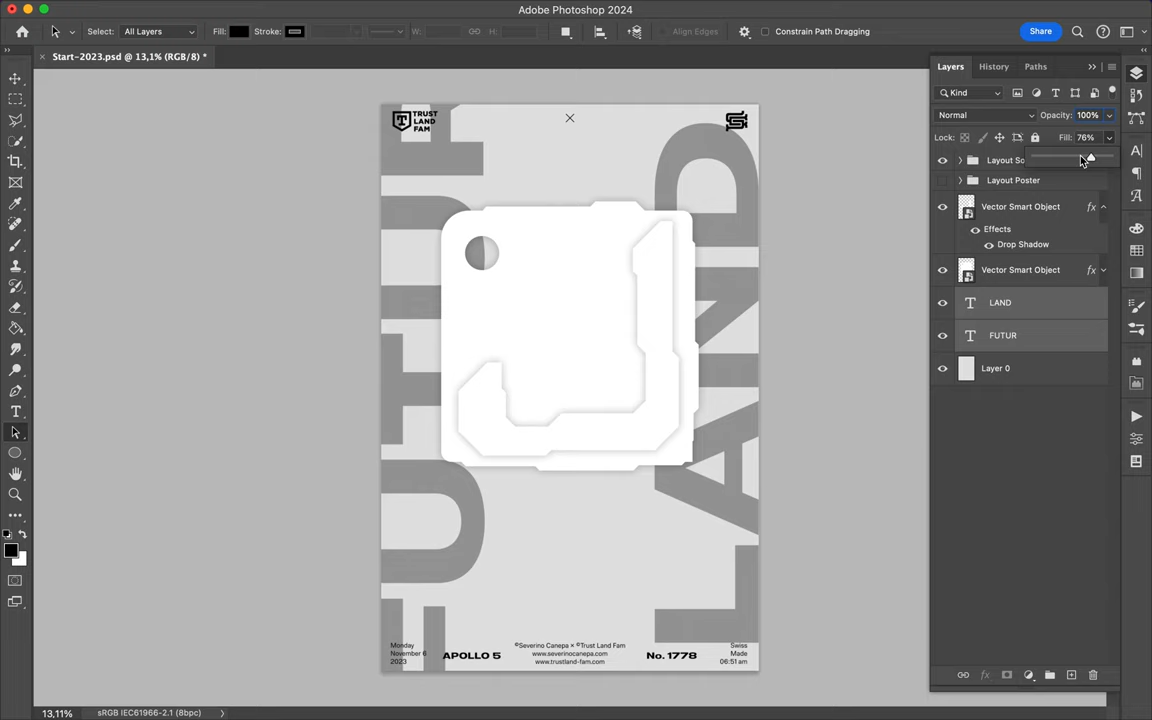 Adobe Photoshop 2024
Select: All Layers Fill: Stroke: W: H: Align Edges Constrain Path Dragging Share
Start-2023.psd @ 13,1% (RGB/8) *
Layers History Paths
Kind
Normal Opacity: 100%
Lock: Fill: 76%
Layout So
Layout Poster
Vector Smart Object fx
Effects
Drop Shadow
Vector Smart Object fx
T LAND
T FUTUR
Layer 0
TRUST
LAND
FAM
FUTUR
LAND
Monday
November 6
2023
APOLLO 5
©Severino Canepa × ©Trust Land Fam
www.severinocanepa.com
www.trustland-fam.com
No. 1778
Swiss
Made
06:51 am
13,11% sRGB IEC61966-2.1 (8bpc)